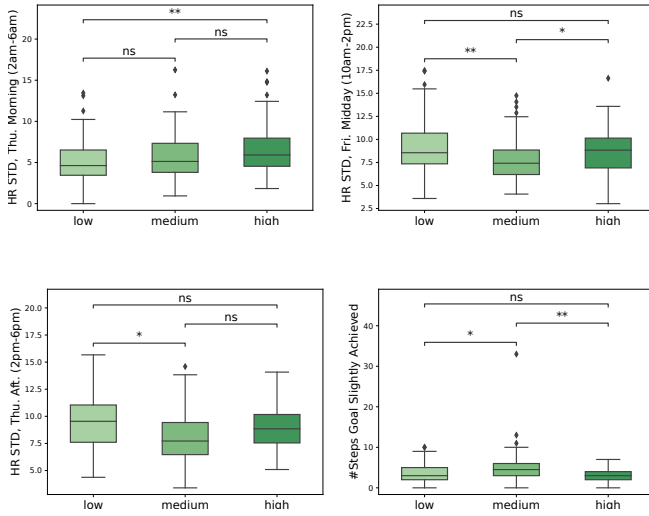 HR STD, Thu. Morning (2am-6am)
20
15
10
5
0
**
ns
ns
low
medium
high
HR STD, Fri. Midday (10am-2pm)
22.5
20.0
17.5
15.0
12.5
10.0
7.5
5.0
2.5
ns
**
*
low
medium
high
HR STD, Thu. Aft. (2pm-6pm)
20.0
17.5
15.0
12.5
10.0
7.5
5.0
ns
*
ns
low
medium
high
#Steps Goal Slightly Achieved
40
30
20
10
0
ns
*
**
low
medium
high